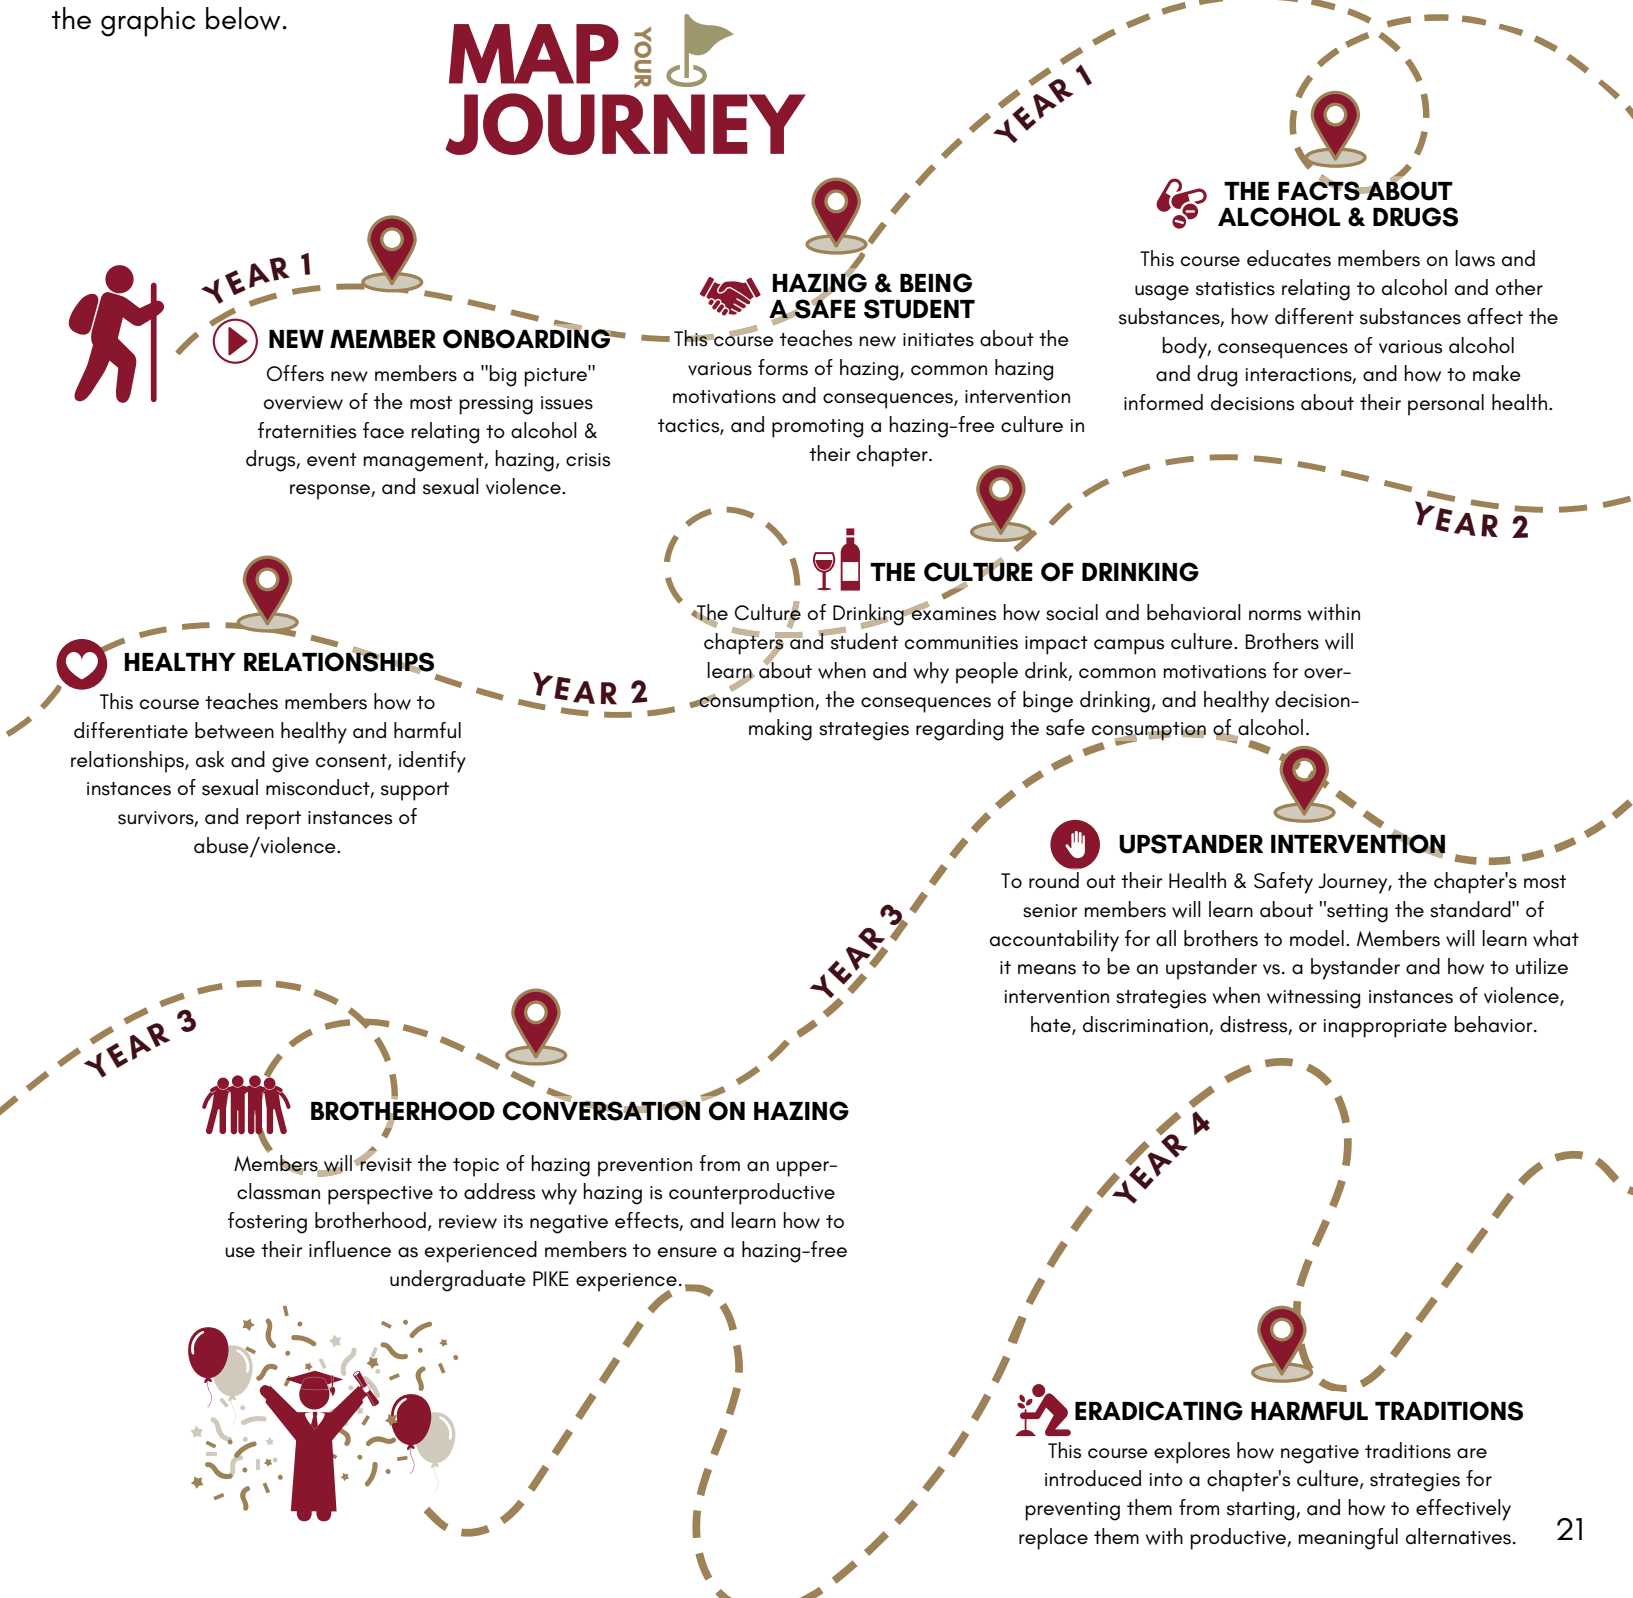 the graphic below.
MAP YOUR
JOURNEY
YEAR 1
NEW MEMBER ONBOARDING
Offers new members a "big picture"
overview of the most pressing issues
fraternities face relating to alcohol &
drugs, event management, hazing, crisis
response, and sexual violence.
HAZING & BEING
A SAFE STUDENT
This course teaches new initiates about the
various forms of hazing, common hazing
motivations and consequences, intervention
tactics, and promoting a hazing-free culture in
their chapter.
YEAR 1
THE FACTS ABOUT
ALCOHOL & DRUGS
This course educates members on laws and
usage statistics relating to alcohol and other
substances, how different substances affect the
body, consequences of various alcohol
and drug interactions, and how to make
informed decisions about their personal health.
HEALTHY RELATIONSHIPS
This course teaches members how to
differentiate between healthy and harmful
relationships, ask and give consent, identify
instances of sexual misconduct, support
survivors, and report instances of
abuse/violence.
YEAR 2
THE CULTURE OF DRINKING
The Culture of Drinking examines how social and behavioral norms within
chapters and student communities impact campus culture. Brothers will
learn about when and why people drink, common motivations for over-
consumption, the consequences of binge drinking, and healthy decision-
making strategies regarding the safe consumption of alcohol.
YEAR 2
YEAR 3
BROTHERHOOD CONVERSATION ON HAZING
Members will revisit the topic of hazing prevention from an upper-
classman perspective to address why hazing is counterproductive
fostering brotherhood, review its negative effects, and learn how to
use their influence as experienced members to ensure a hazing-free
undergraduate PIKE experience.
YEAR 3
UPSTANDER INTERVENTION
To round out their Health & Safety Journey, the chapter's most
senior members will learn about "setting the standard" of
accountability for all brothers to model. Members will learn what
it means to be an upstander vs. a bystander and how to utilize
intervention strategies when witnessing instances of violence,
hate, discrimination, distress, or inappropriate behavior.
YEAR 4
ERADICATING HARMFUL TRADITIONS
This course explores how negative traditions are
introduced into a chapter's culture, strategies for
preventing them from starting, and how to effectively
replace them with productive, meaningful alternatives.
21